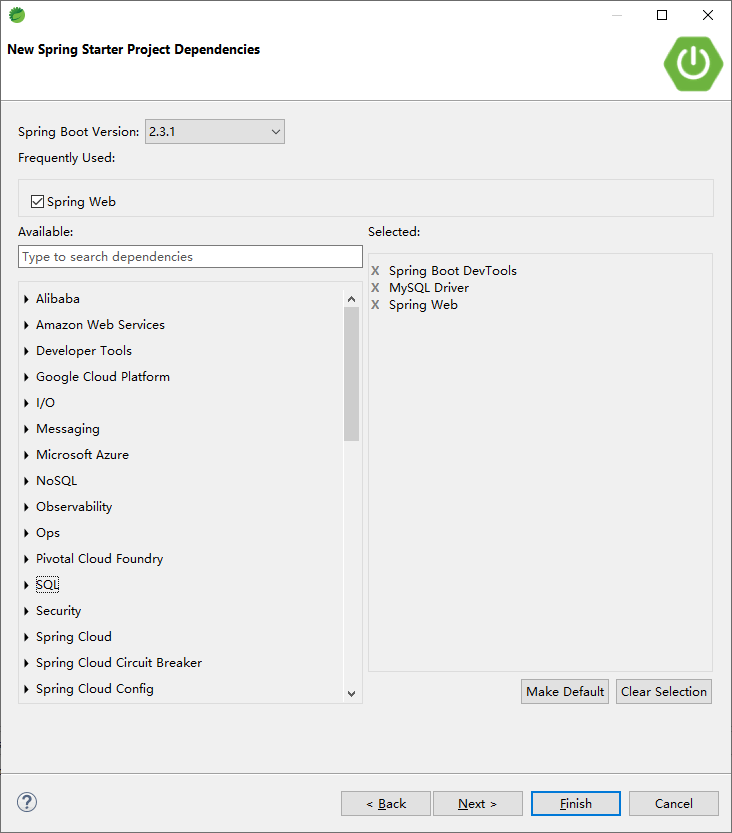 New Spring Starter Project Dependencies
Spring Boot Version: 2.3.1
Frequently Used:
Spring Web
Available:
Selected:
Type to search dependencies
X Spring Boot DevTools
X MySQL Driver
X Spring Web
Alibaba
Amazon Web Services
Developer Tools
Google Cloud Platform
I/O
Messaging
Microsoft Azure
NoSQL
Observability
Ops
Pivotal Cloud Foundry
SQL
Security
Spring Cloud
Spring Cloud Circuit Breaker
Spring Cloud Config
Make Default
Clear Selection
?
< Back
Next >
Finish
Cancel